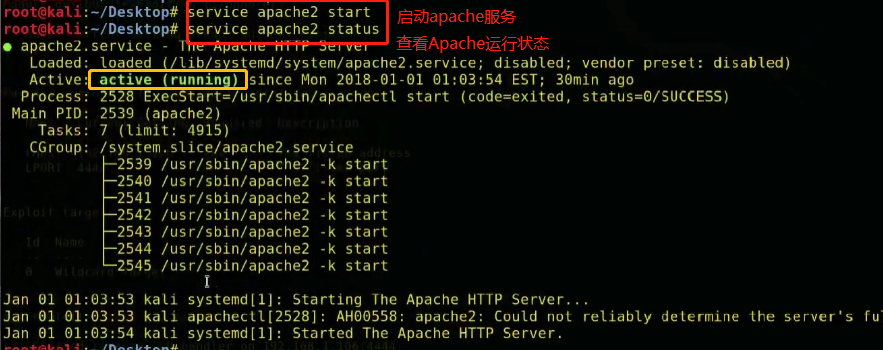 root@kali:~/Desktop# service apache2 start
启动apache服务
root@kali:~/Desktop# service apache2 status
查看Apache运行状态
● apache2.service - The Apache HTTP Server
Loaded: loaded (/lib/systemd/system/apache2.service; disabled; vendor preset: disabled)
Active: active (running) since Mon 2018-01-01 01:03:54 EST; 30min ago
Process: 2528 ExecStart=/usr/sbin/apachectl start (code=exited, status=0/SUCCESS)
Main PID: 2539 (apache2)
Tasks: 7 (limit: 4915)
CGroup: /system.slice/apache2.service
├─2539 /usr/sbin/apache2 -k start
├─2540 /usr/sbin/apache2 -k start
├─2541 /usr/sbin/apache2 -k start
├─2542 /usr/sbin/apache2 -k start
├─2543 /usr/sbin/apache2 -k start
├─2544 /usr/sbin/apache2 -k start
└─2545 /usr/sbin/apache2 -k start
Jan 01 01:03:53 kali systemd[1]: Starting The Apache HTTP Server...
Jan 01 01:03:53 kali apachectl[2528]: AH00558: apache2: Could not reliably determine the server's fu
Jan 01 01:03:54 kali systemd[1]: Started The Apache HTTP Server.
root@kali:~/Desktop#